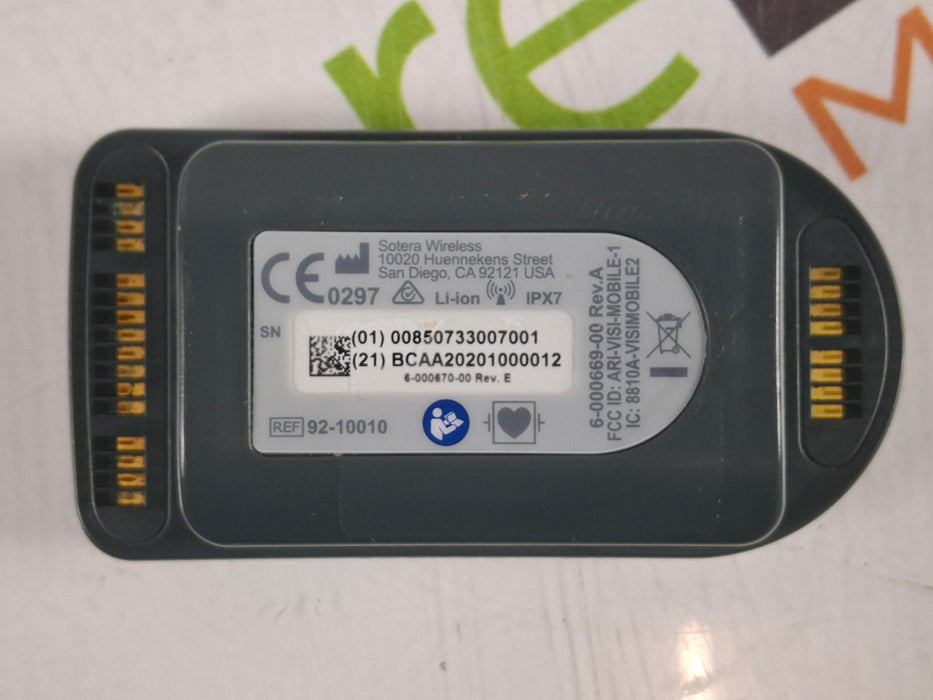 re
M
Sotera Wireless
10020 Huennekens Street
San Diego, CA 92121 USA
CE 0297 Li-ion IPX7
SN
(01) 00850733007001
(21) BCAA20201000012
6-000670-00 Rev. E
REF 92-10010
6-000669-00 Rev.A
FCC ID: ARI-VISI-MOBILE-1
IC: 8810A-VISIMOBILE2